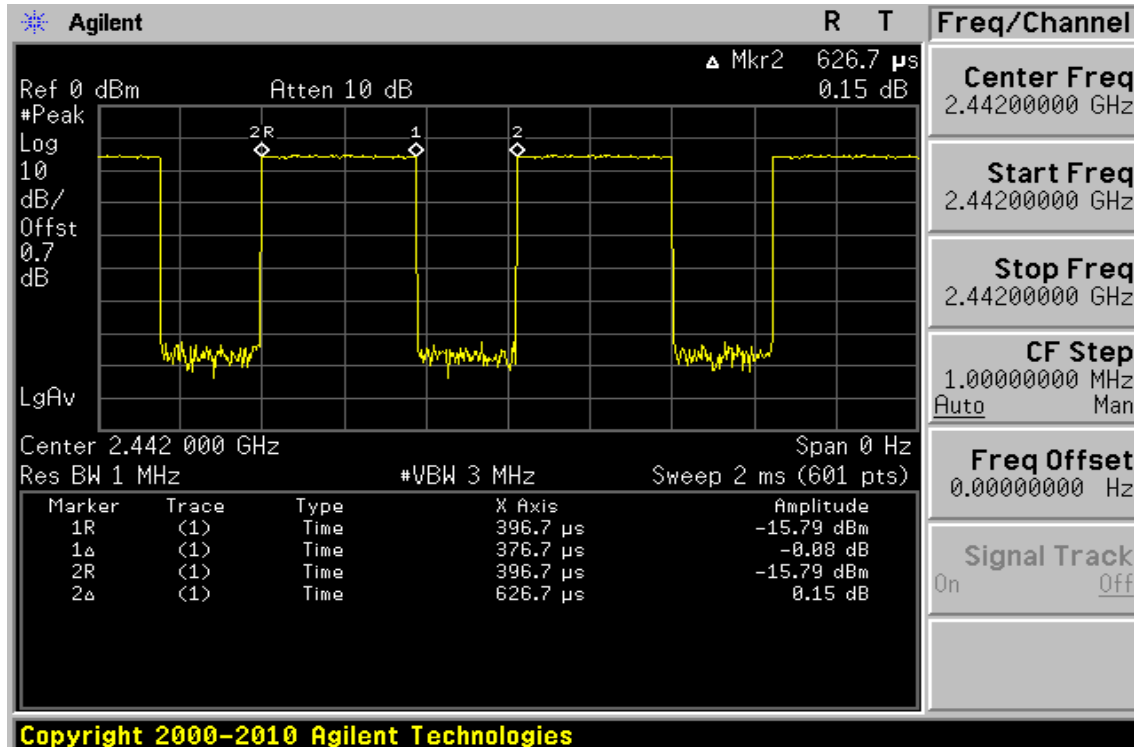 Agilent R T
Δ Mkr2 626.7 µs
Ref 0 dBm Atten 10 dB 0.15 dB
#Peak
Log
10
dB/
Offst
0.7
dB
LgAv
2R 1 2
Center 2.442 000 GHz Span 0 Hz
Res BW 1 MHz #VBW 3 MHz Sweep 2 ms (601 pts)
Marker Trace Type X Axis Amplitude
1R (1) Time 396.7 µs -15.79 dBm
1Δ (1) Time 376.7 µs -0.08 dB
2R (1) Time 396.7 µs -15.79 dBm
2Δ (1) Time 626.7 µs 0.15 dB
Copyright 2000-2010 Agilent Technologies
Freq/Channel
Center Freq
2.44200000 GHz
Start Freq
2.44200000 GHz
Stop Freq
2.44200000 GHz
CF Step
1.00000000 MHz
Auto Man
Freq Offset
0.00000000 Hz
Signal Track
On Off